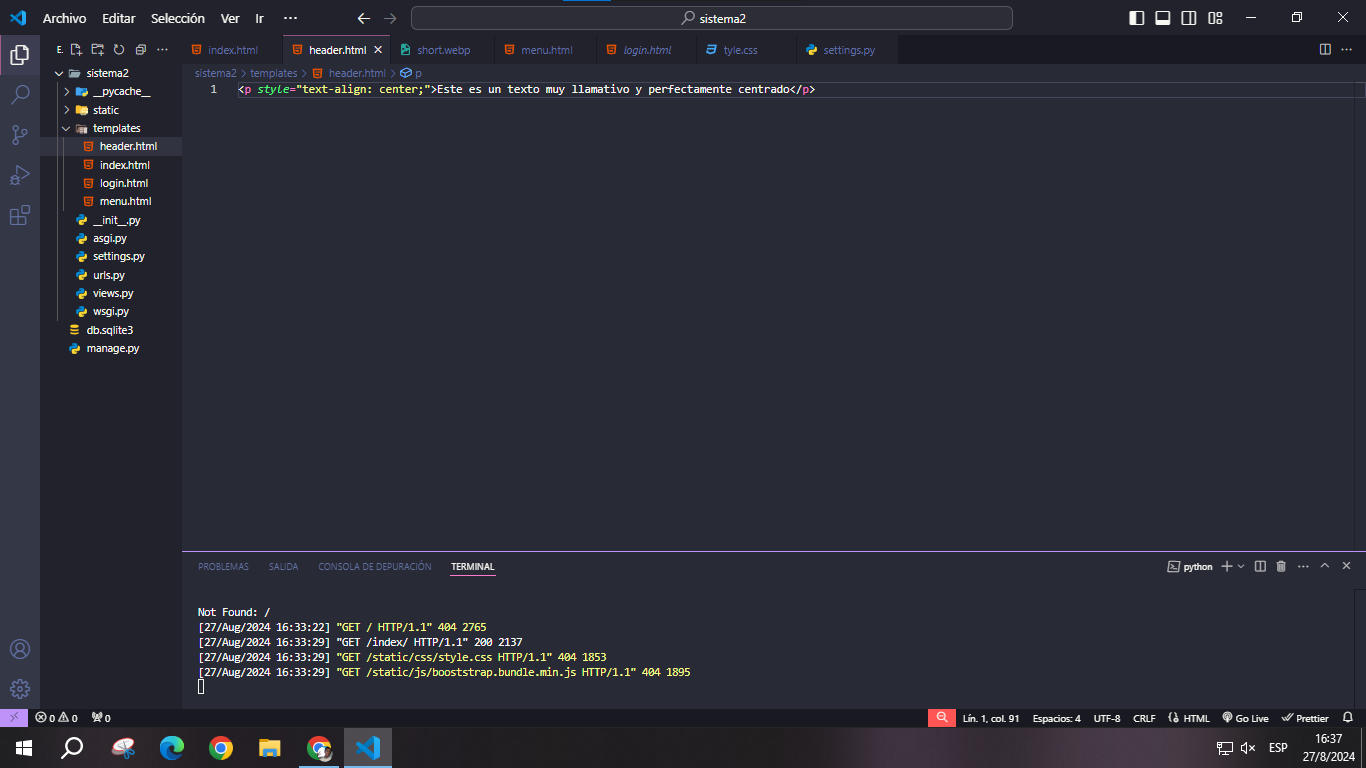 Archivo Editar Selección Ver Ir ··· sistema2
E. ··· index.html header.html short.webp menu.html login.html tyle.css settings.py ···
sistema2 sistema2 > templates > header.html > p
__pycache__
static
templates
header.html
index.html
login.html
menu.html
__init__.py
asgi.py
settings.py
urls.py
views.py
wsgi.py
db.sqlite3
manage.py
1 <p style="text-align: center;">Este es un texto muy llamativo y perfectamente centrado</p>
PROBLEMAS SALIDA CONSOLA DE DEPURACIÓN TERMINAL python ···
Not Found: /
[27/Aug/2024 16:33:22] "GET / HTTP/1.1" 404 2765
[27/Aug/2024 16:33:29] "GET /index/ HTTP/1.1" 200 2137
[27/Aug/2024 16:33:29] "GET /static/css/style.css HTTP/1.1" 404 1853
[27/Aug/2024 16:33:29] "GET /static/js/booststrap.bundle.min.js HTTP/1.1" 404 1895
0 0 0 Lín. 1, col. 91 Espacios: 4 UTF-8 CRLF HTML Go Live Prettier
ESP 16:37
27/8/2024